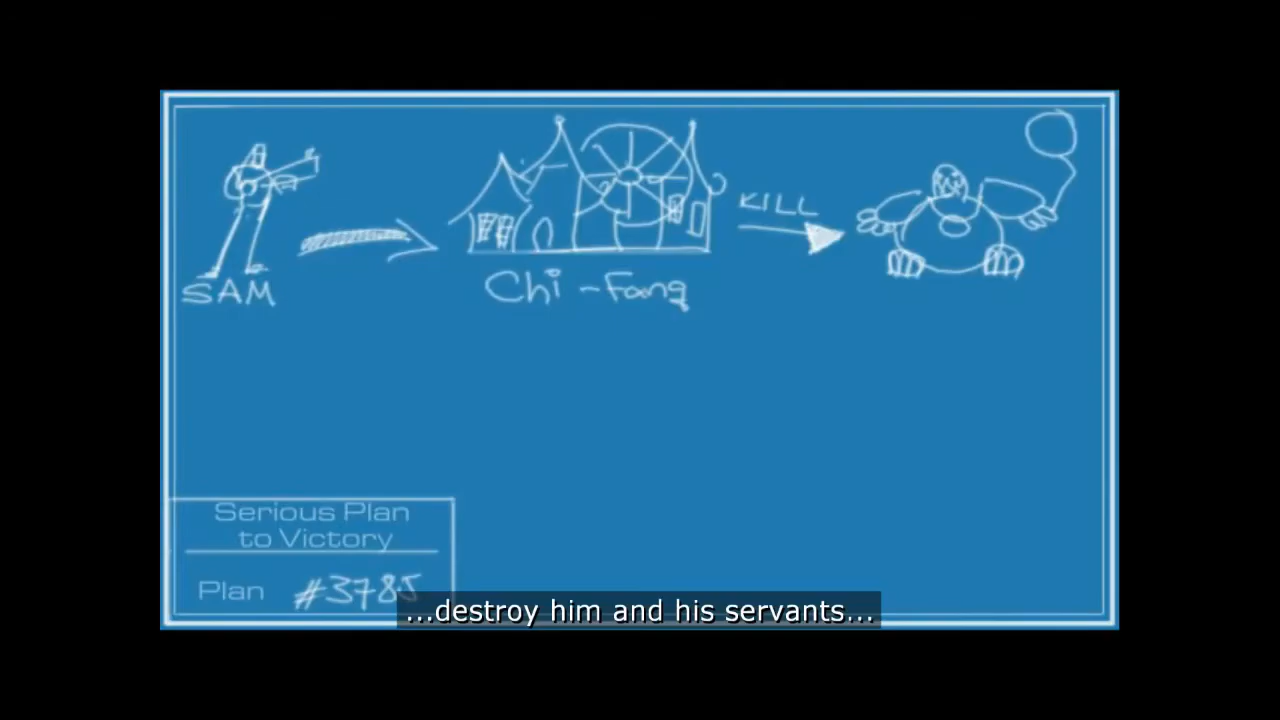 KILL
SAM
Chi-Fang
Serious Plan
to Victory
Plan #3785
...destroy him and his servants...